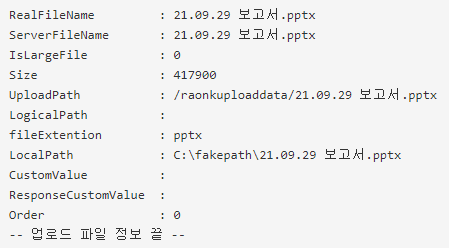 RealFileName : 21.09.29 보고서.pptx
ServerFileName : 21.09.29 보고서.pptx
IsLargeFile : 0
Size : 417900
UploadPath : /raonkuploaddata/21.09.29 보고서.pptx
LogicalPath :
fileExtention : pptx
LocalPath : C:\fakepath\21.09.29 보고서.pptx
CustomValue :
ResponseCustomValue :
Order : 0
-- 업로드 파일 정보 끝 --